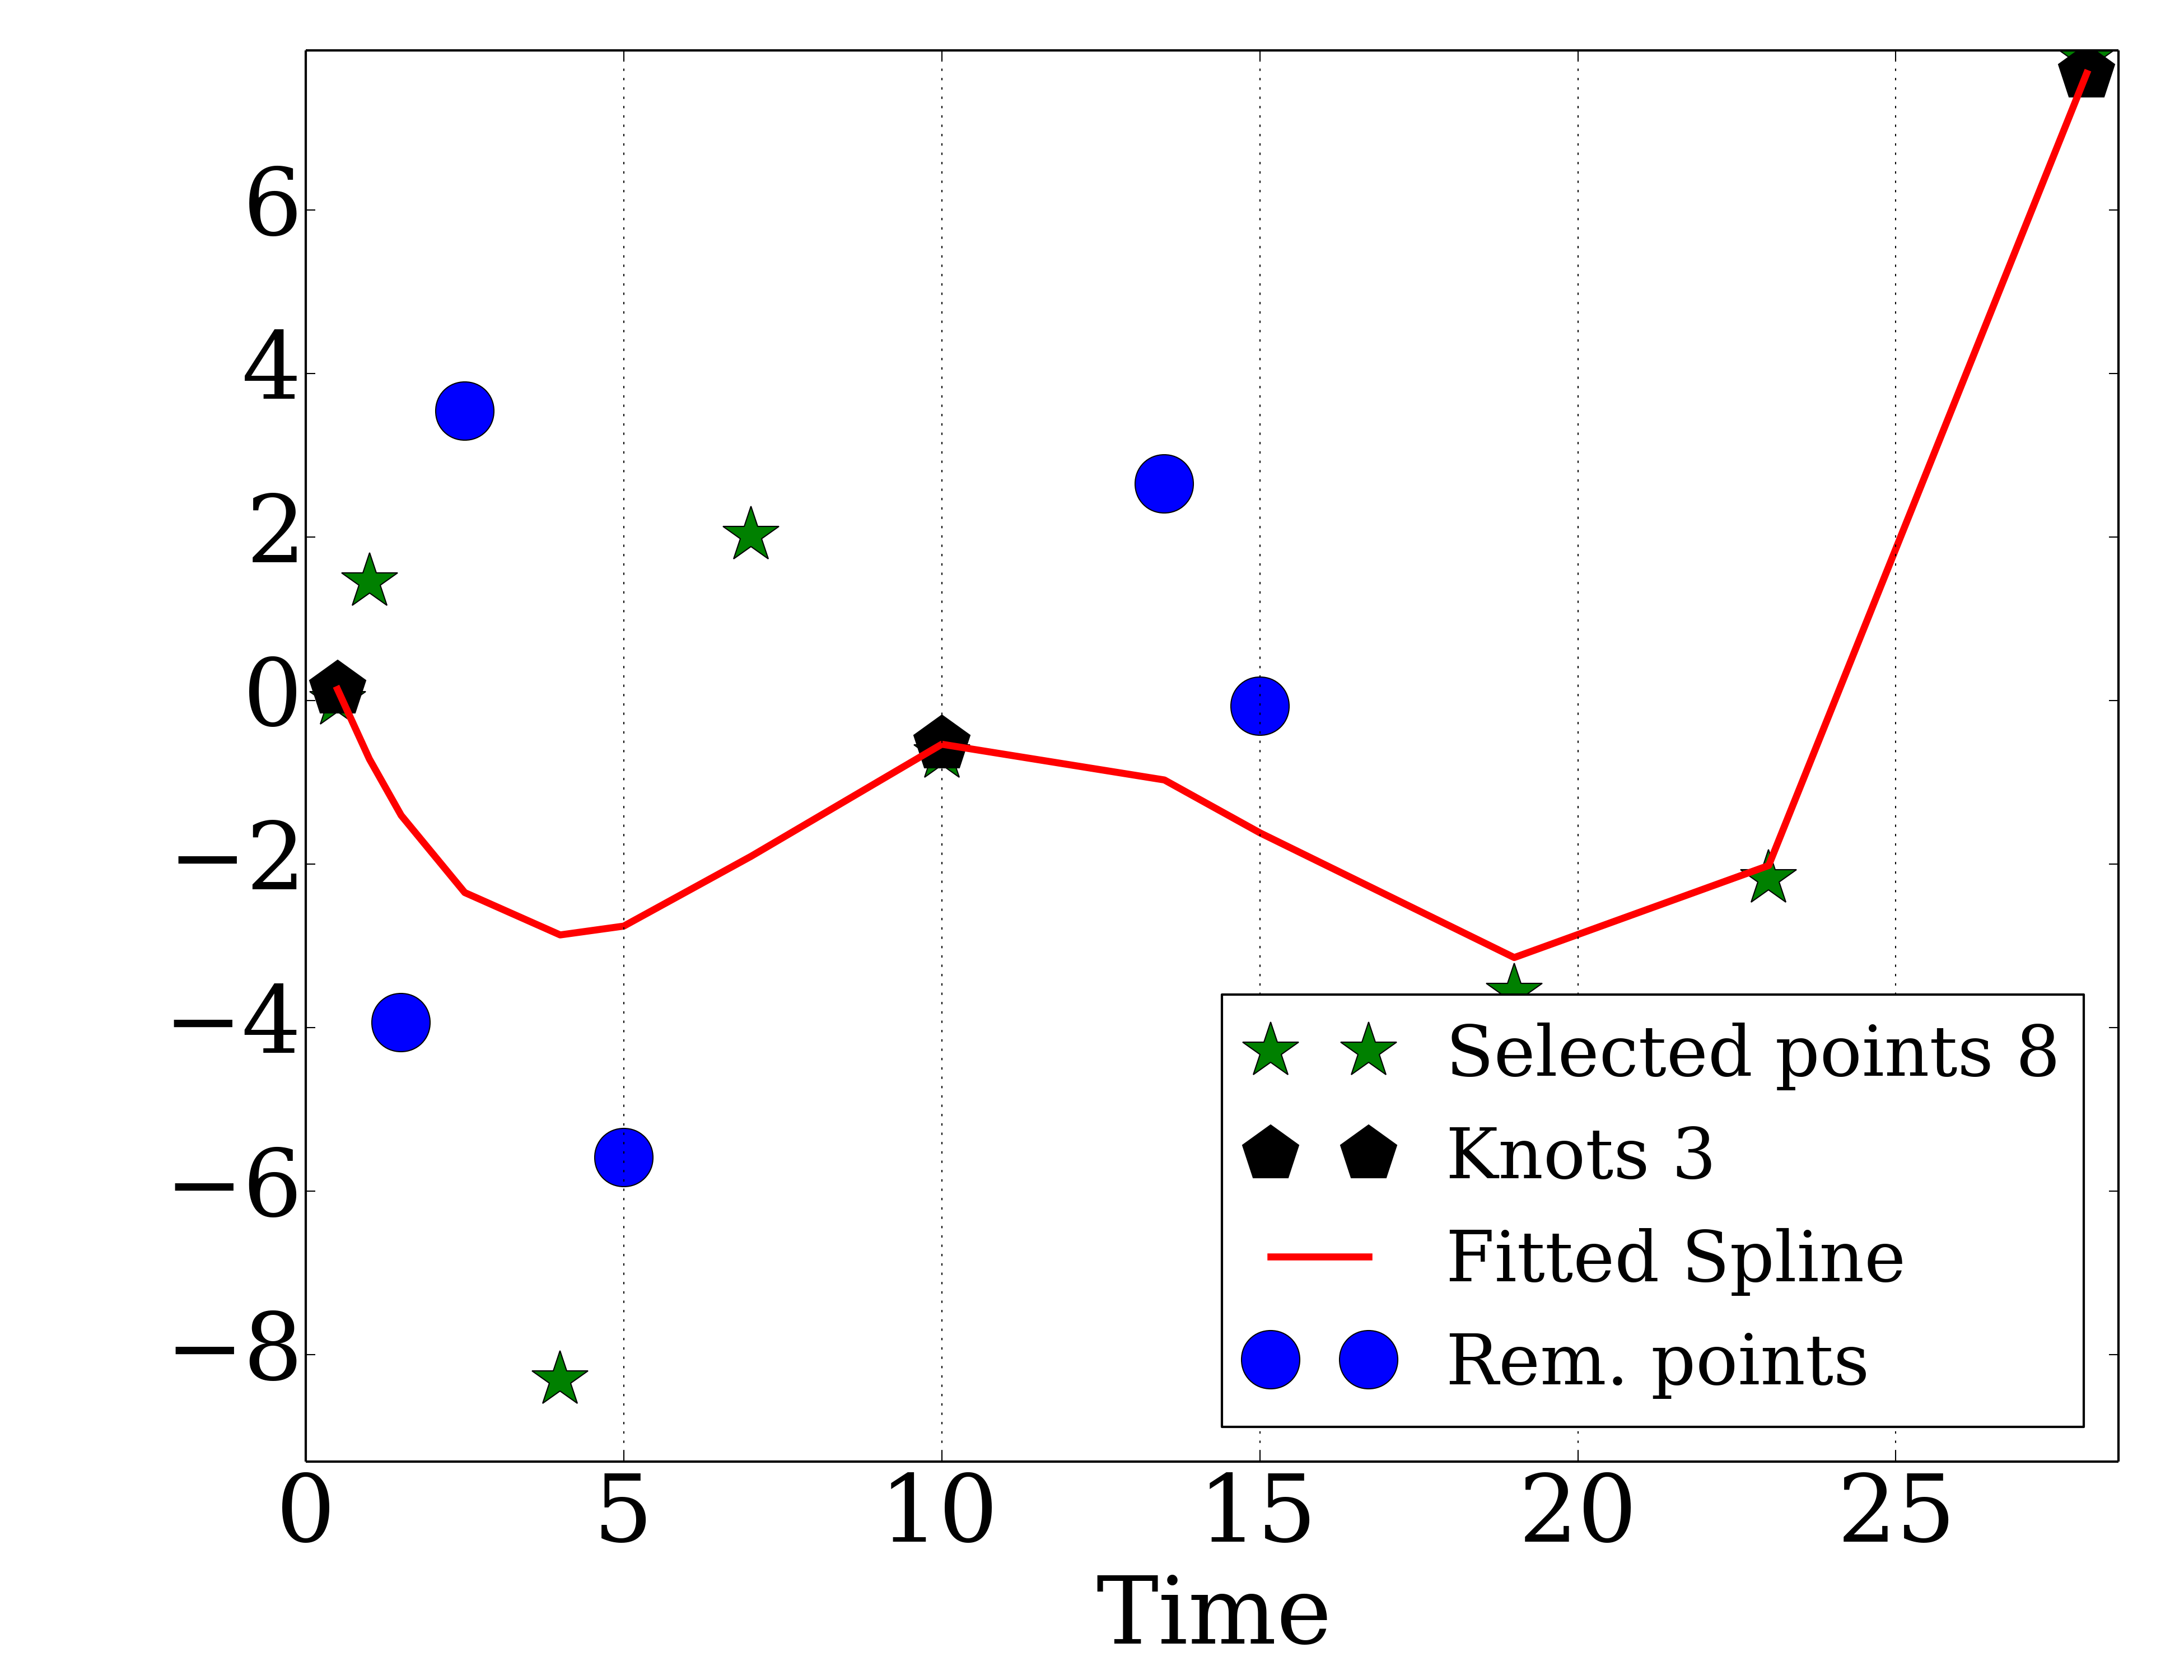 6
4
2
0
−2
−4
−6
−8
Selected points 8
Knots 3
Fitted Spline
Rem. points
0 5 10 15 20 25
Time